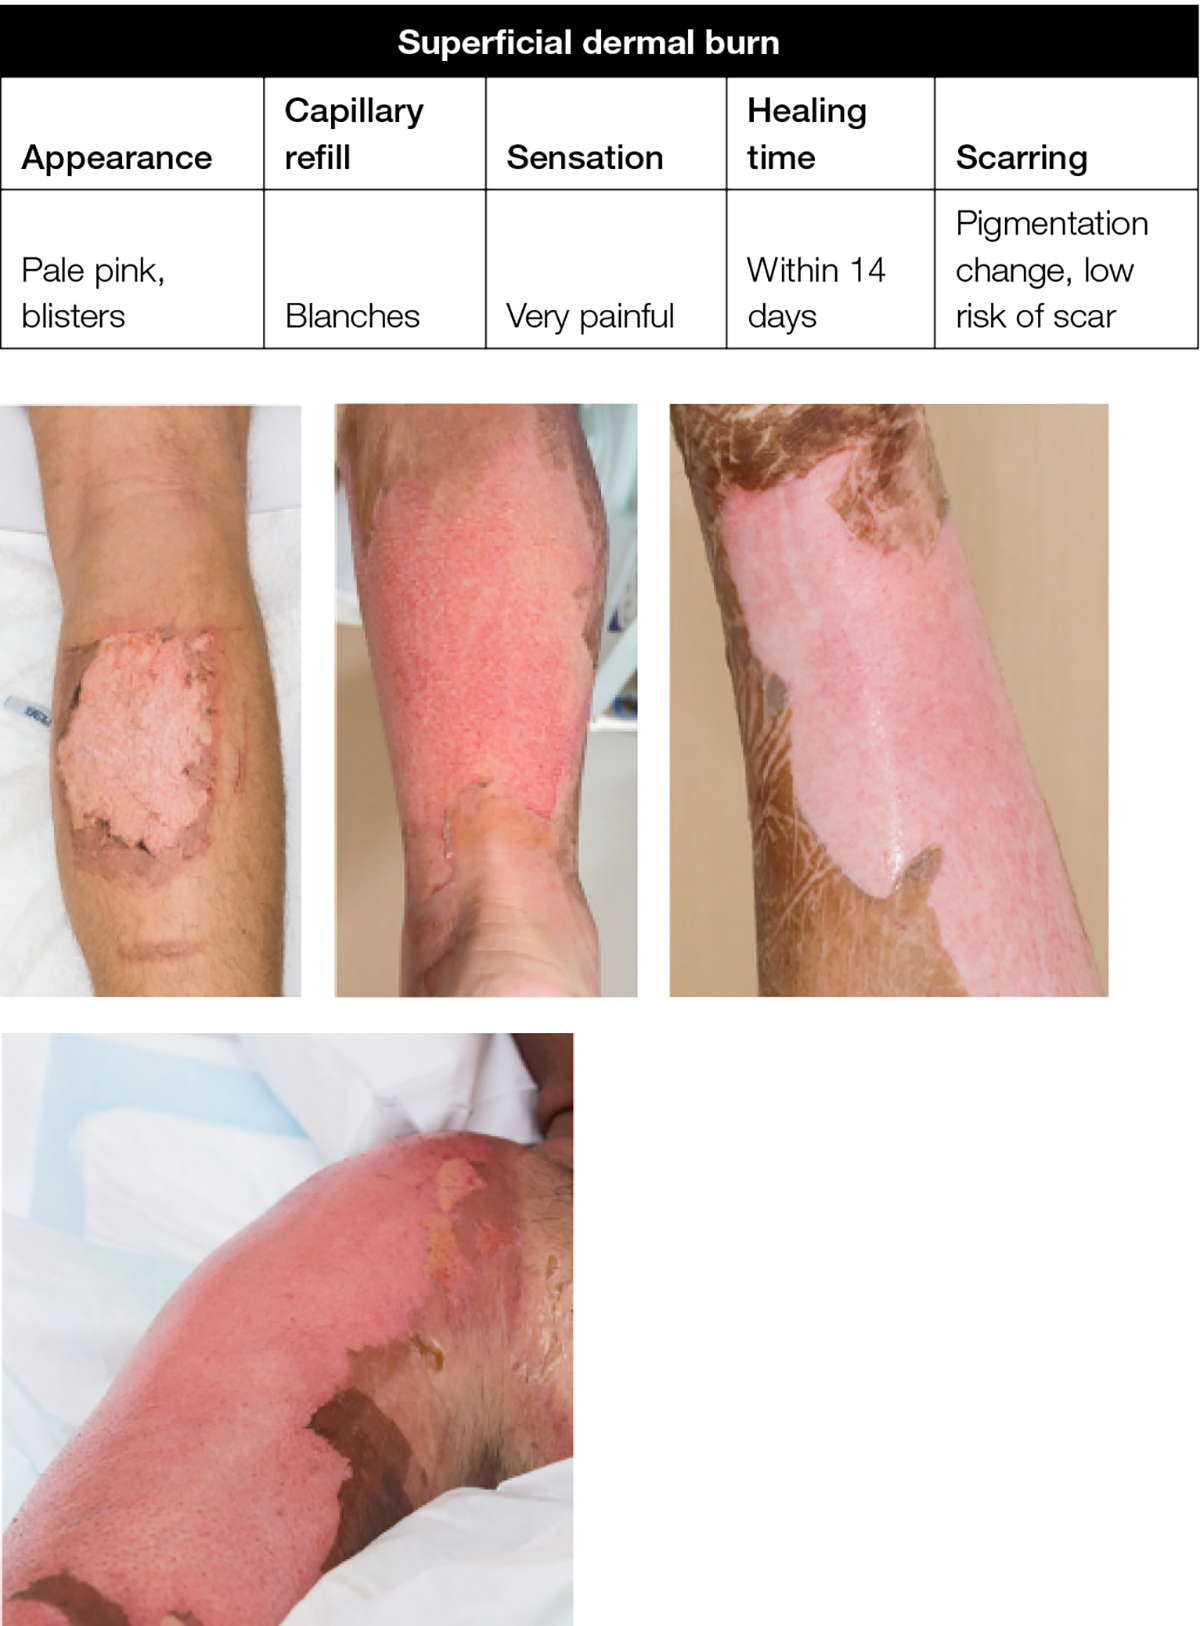 Superficial dermal burn
Appearance
Capillary
refill
Sensation
Healing
time
Scarring
Pale pink,
blisters
Blanches
Very painful
Within 14
days
Pigmentation
change, low
risk of scar